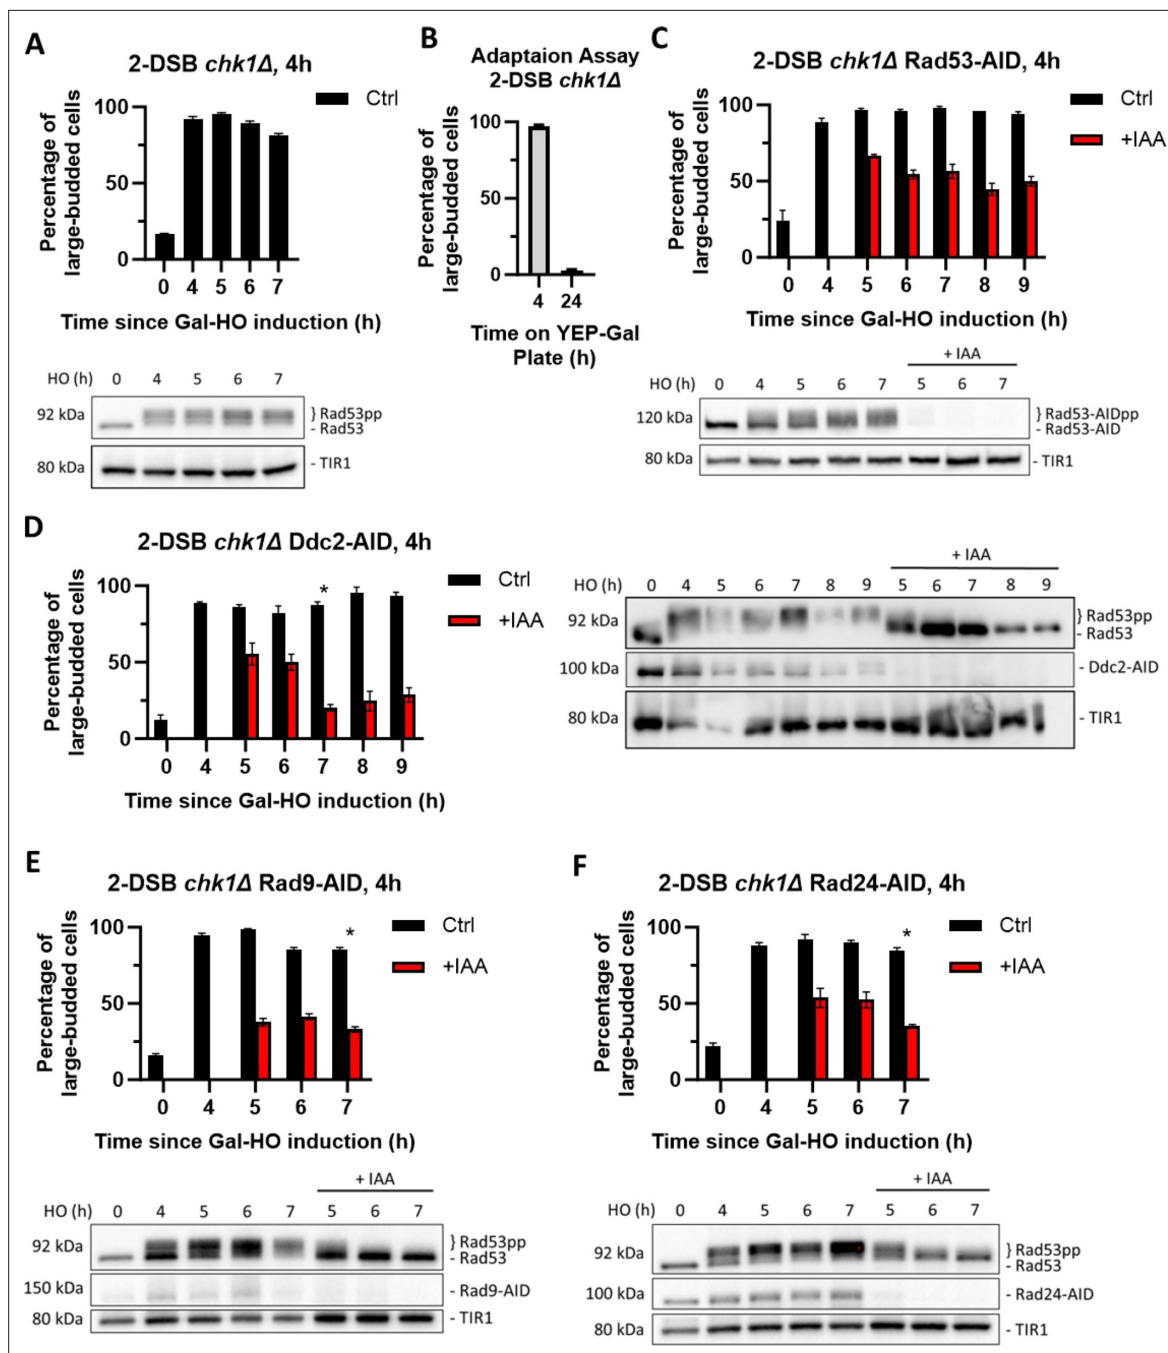 A
2-DSB chk1Δ, 4h
Ctrl
Percentage of
large-budded cells
100
50
0
0 4 5 6 7
Time since Gal-HO induction (h)
HO (h) 0 4 5 6 7
92 kDa
} Rad53pp
- Rad53
80 kDa
- TIR1
B
Adaptaion Assay
2-DSB chk1Δ
Percentage of
large-budded cells
100
50
0
4 24
Time on YEP-Gal
Plate (h)
C
2-DSB chk1Δ Rad53-AID, 4h
Ctrl
+IAA
Percentage of
large-budded cells
100
50
0
0 4 5 6 7 8 9
Time since Gal-HO induction (h)
+ IAA
HO (h) 0 4 5 6 7 5 6 7
120 kDa
} Rad53-AIDpp
- Rad53-AID
80 kDa
- TIR1
D
2-DSB chk1Δ Ddc2-AID, 4h
Ctrl
+IAA
*
Percentage of
large-budded cells
100
50
0
0 4 5 6 7 8 9
Time since Gal-HO induction (h)
+ IAA
HO (h) 0 4 5 6 7 8 9 5 6 7 8 9
92 kDa
} Rad53pp
- Rad53
100 kDa
- Ddc2-AID
80 kDa
- TIR1
E
2-DSB chk1Δ Rad9-AID, 4h
Ctrl
+IAA
*
Percentage of
large-budded cells
100
50
0
0 4 5 6 7
Time since Gal-HO induction (h)
+ IAA
HO (h) 0 4 5 6 7 5 6 7
92 kDa
} Rad53pp
- Rad53
150 kDa
- Rad9-AID
80 kDa
- TIR1
F
2-DSB chk1Δ Rad24-AID, 4h
Ctrl
+IAA
*
Percentage of
large-budded cells
100
50
0
0 4 5 6 7
Time since Gal-HO induction (h)
+ IAA
HO (h) 0 4 5 6 7 5 6 7
92 kDa
} Rad53pp
- Rad53
100 kDa
- Rad24-AID
80 kDa
- TIR1